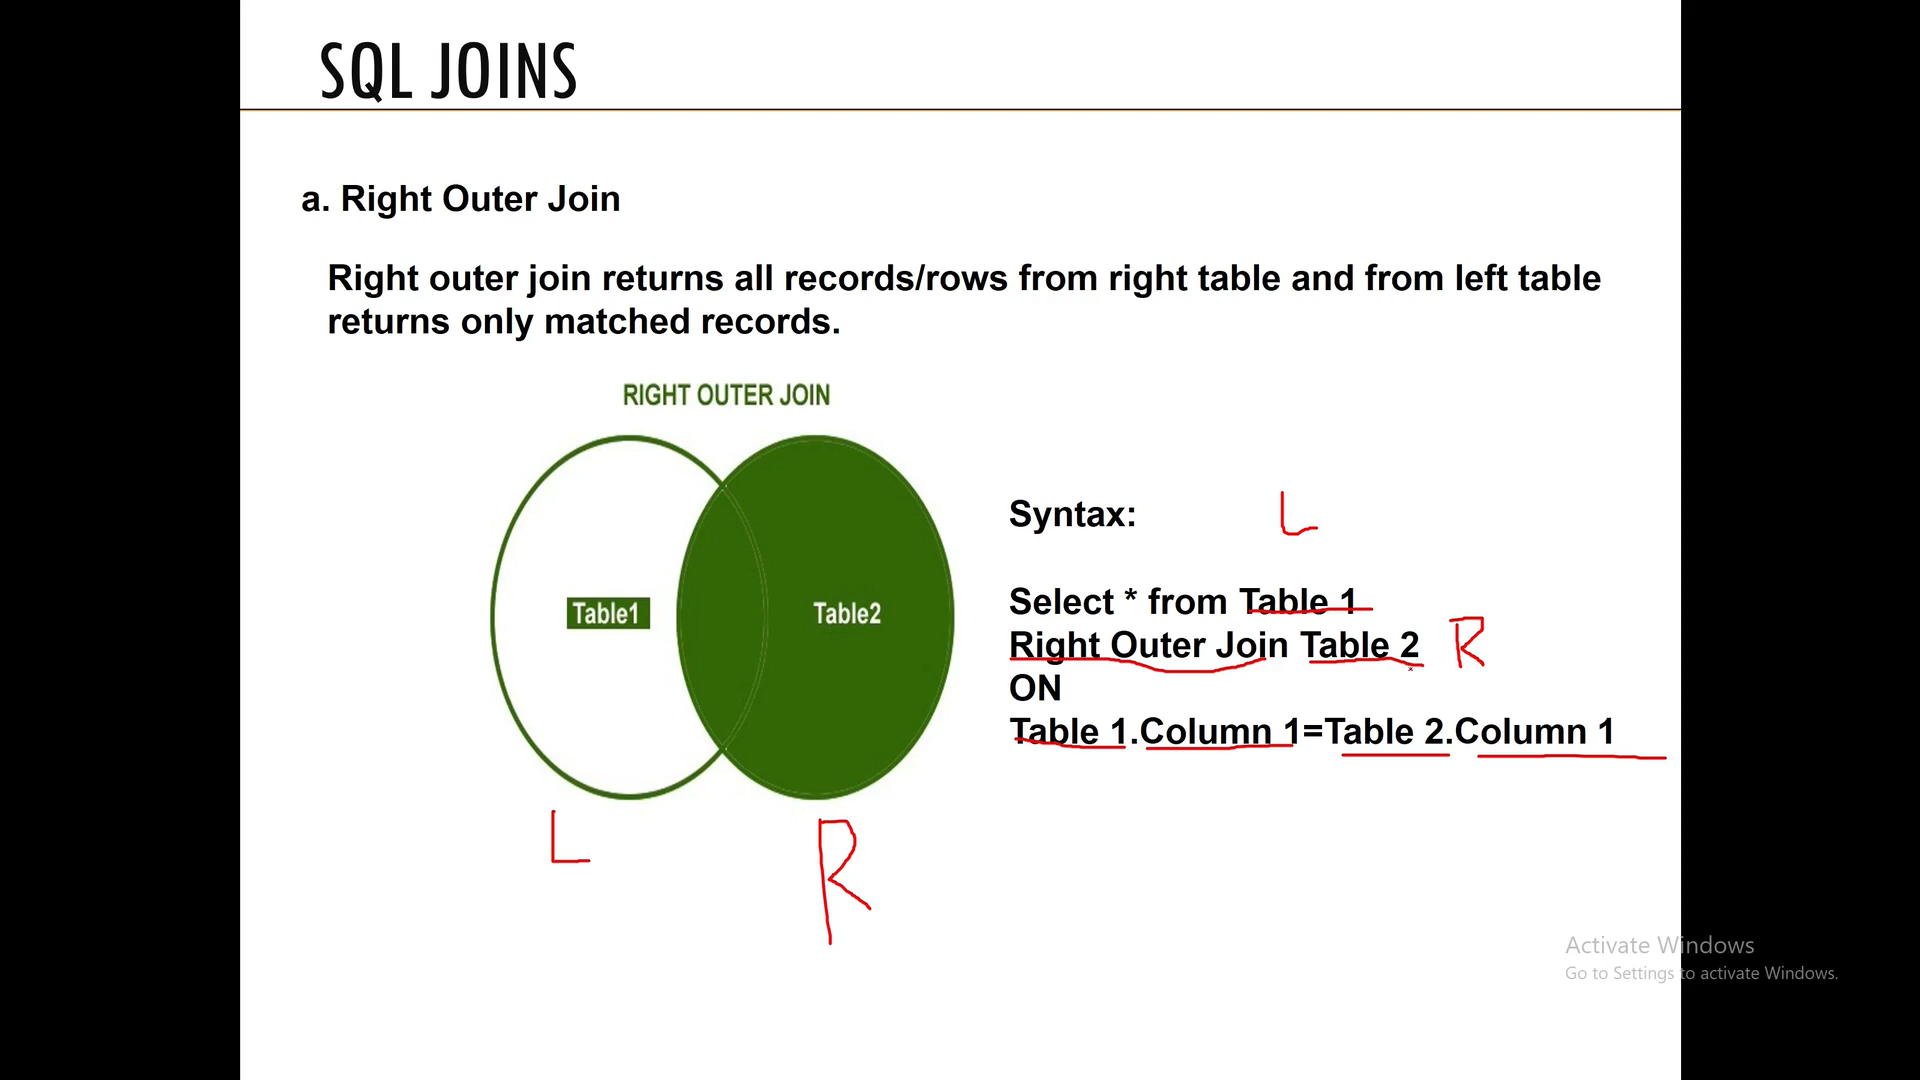 SQL JOINS
a. Right Outer Join
Right outer join returns all records/rows from right table and from left table
returns only matched records.
RIGHT OUTER JOIN
Table1
Table2
L
R
Syntax:
L
Select * from Table 1
Right Outer Join Table 2
R
ON
Table 1.Column 1=Table 2.Column 1
Activate Windows
Go to Settings to activate Windows.